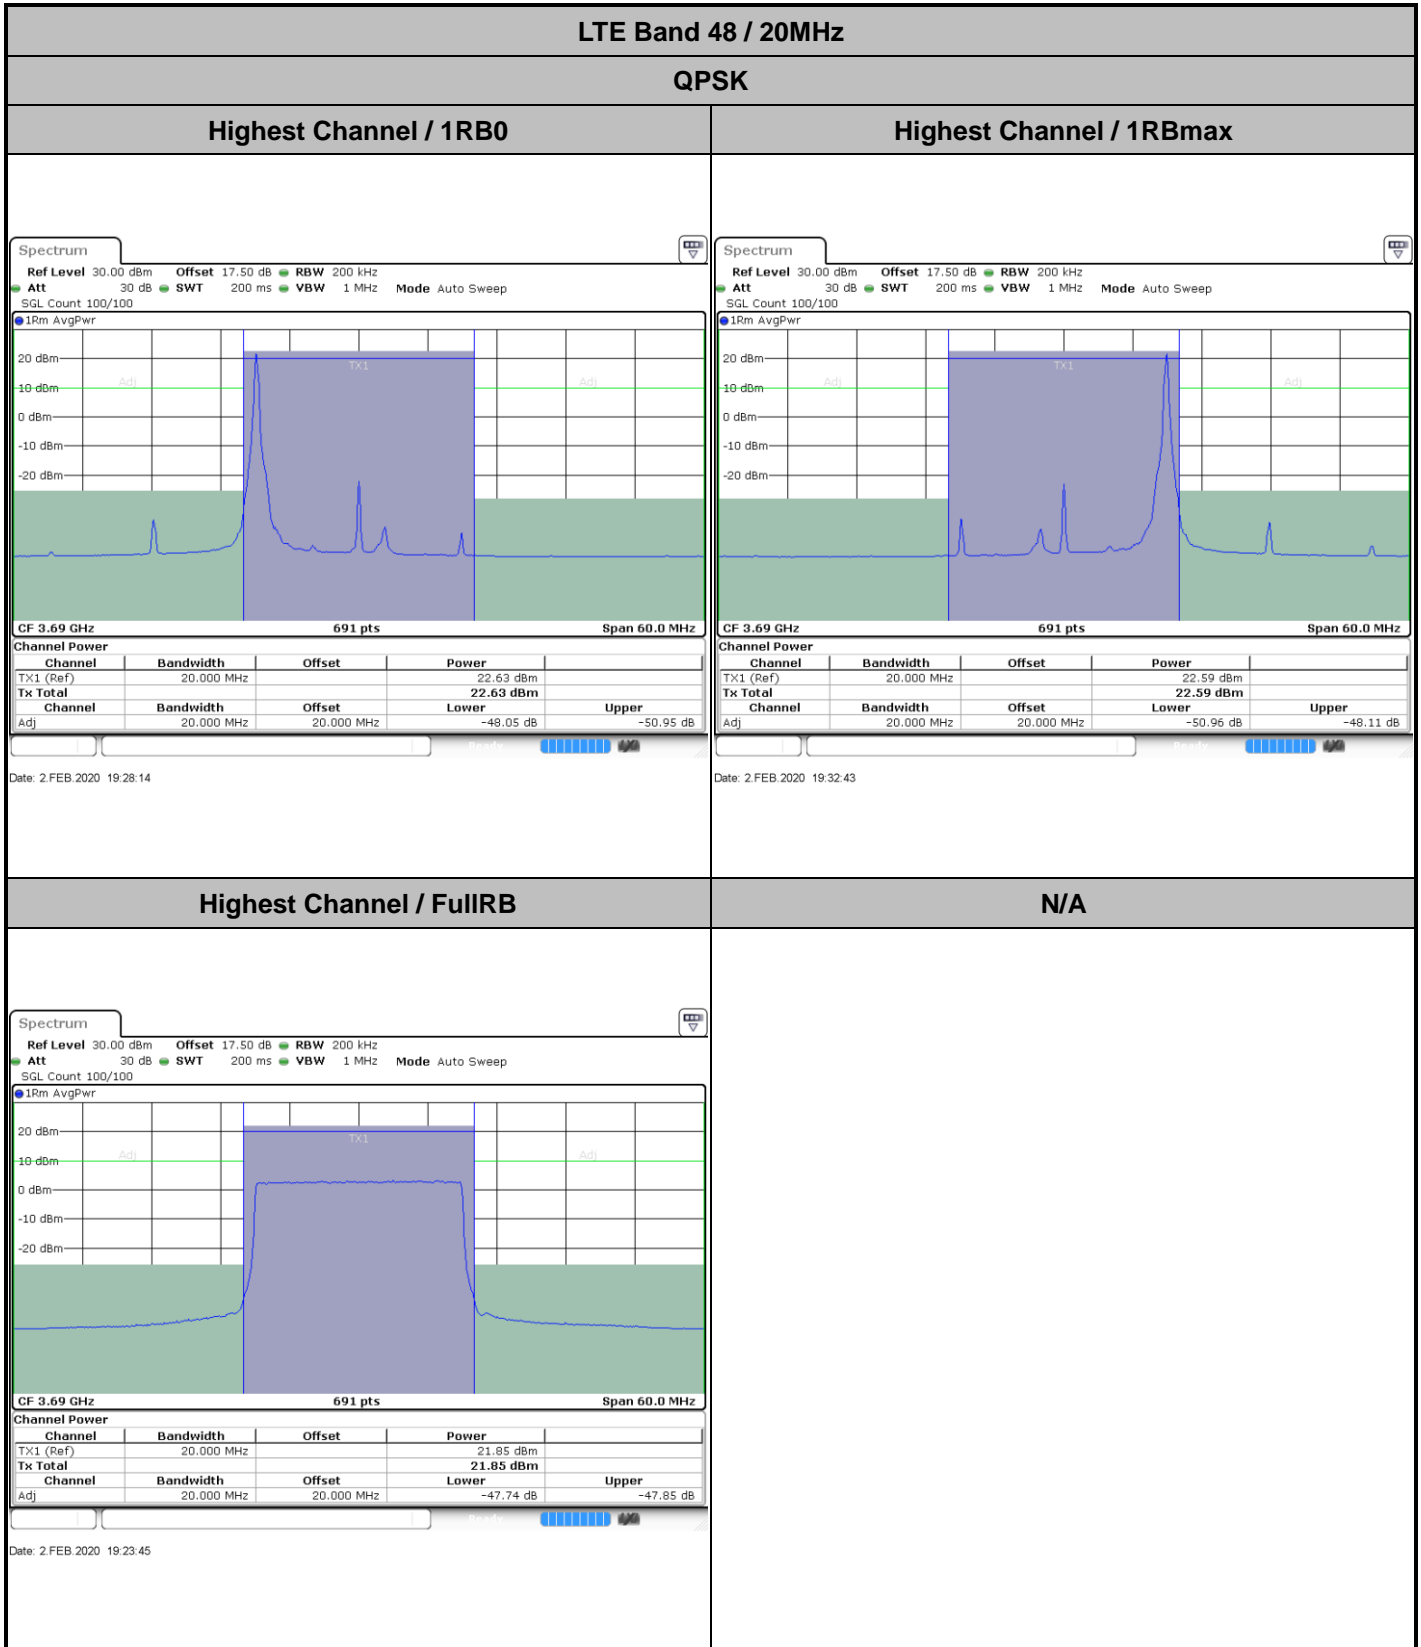 LTE Band 48 / 20MHz
QPSK
Highest Channel / 1RB0
Highest Channel / 1RBmax
Spectrum
Ref Level 30.00 dBm Offset 17.50 dB RBW 200 kHz
Att 30 dB SWT 200 ms VBW 1 MHz Mode Auto Sweep
SGL Count 100/100
1Rm AvgPwr
TX1
20 dBm
Adj
Adj
10 dBm
0 dBm
-10 dBm
-20 dBm
CF 3.69 GHz 691 pts Span 60.0 MHz
Channel Power
Channel Bandwidth Offset Power
TX1 (Ref) 20.000 MHz 22.63 dBm
Tx Total 22.63 dBm
Channel Bandwidth Offset Lower Upper
Adj 20.000 MHz 20.000 MHz -48.05 dB -50.95 dB
Ready
Date: 2.FEB.2020 19:28:14
Spectrum
Ref Level 30.00 dBm Offset 17.50 dB RBW 200 kHz
Att 30 dB SWT 200 ms VBW 1 MHz Mode Auto Sweep
SGL Count 100/100
1Rm AvgPwr
TX1
20 dBm
Adj
Adj
10 dBm
0 dBm
-10 dBm
-20 dBm
CF 3.69 GHz 691 pts Span 60.0 MHz
Channel Power
Channel Bandwidth Offset Power
TX1 (Ref) 20.000 MHz 22.59 dBm
Tx Total 22.59 dBm
Channel Bandwidth Offset Lower Upper
Adj 20.000 MHz 20.000 MHz -50.96 dB -48.11 dB
Ready
Date: 2.FEB.2020 19:32:43
Highest Channel / FullRB
N/A
Spectrum
Ref Level 30.00 dBm Offset 17.50 dB RBW 200 kHz
Att 30 dB SWT 200 ms VBW 1 MHz Mode Auto Sweep
SGL Count 100/100
1Rm AvgPwr
20 dBm
TX1
Adj
Adj
10 dBm
0 dBm
-10 dBm
-20 dBm
CF 3.69 GHz 691 pts Span 60.0 MHz
Channel Power
Channel Bandwidth Offset Power
TX1 (Ref) 20.000 MHz 21.85 dBm
Tx Total 21.85 dBm
Channel Bandwidth Offset Lower Upper
Adj 20.000 MHz 20.000 MHz -47.74 dB -47.85 dB
Ready
Date: 2.FEB.2020 19:23:45